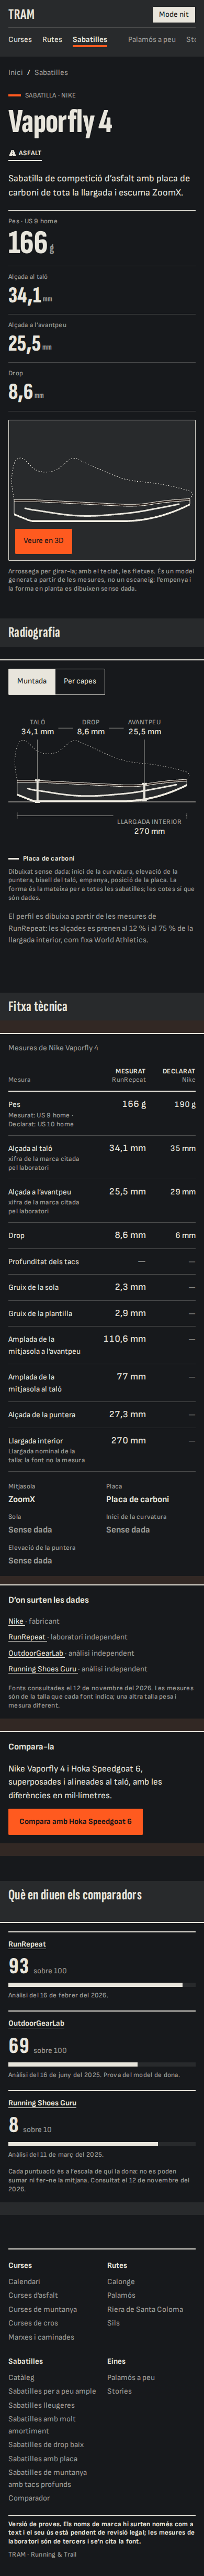 TRAM
Mode nit
Curses Rutes Sabatilles Palamós a peu
Inici / Sabatilles
SABATILLA · NIKE
Vaporfly 4
ASFALT
Sabatilla de competició d’asfalt amb placa de
carboni de tota la llargada i escuma ZoomX.
Pes · US 9 home
166 g
Alçada al taló
34,1 mm
Alçada a l’avantpeu
25,5 mm
Drop
8,6 mm
Veure en 3D
Arrossega per girar-la; amb el teclat, les fletxes. És un model
generat a partir de les mesures, no un escaneig: l’empenya i
la forma en planta es dibuixen sense dada.
Radiografia
Muntada Per capes
TALÓ DROP AVANTPEU
34,1 mm 8,6 mm 25,5 mm
LLARGADA INTERIOR
270 mm
Placa de carboni
Dibuixat sense dada: inici de la curvatura, elevació de la
puntera, bisell del taló, empenya, posició de la placa. La
forma és la mateixa per a totes les sabatilles; les cotes sí que
són dades.
El perfil es dibuixa a partir de les mesures de
RunRepeat: les alçades es prenen al 12 % i al 75 % de la
llargada interior, com fixa World Athletics.
Fitxa tècnica
Mesures de Nike Vaporfly 4
Mesura MESURAT RunRepeat DECLARAT Nike
Pes 166 g 190 g
Mesurat: US 9 home ·
Declarat: US 10 home
Alçada al taló 34,1 mm 35 mm
xifra de la marca citada
pel laboratori
Alçada a l’avantpeu 25,5 mm 29 mm
xifra de la marca citada
pel laboratori
Drop 8,6 mm 6 mm
Profunditat dels tacs — —
Gruix de la sola 2,3 mm —
Gruix de la plantilla 2,9 mm —
Amplada de la 110,6 mm —
mitjasola a l’avantpeu
Amplada de la 77 mm —
mitjasola al taló
Alçada de la puntera 27,3 mm —
Llargada interior 270 mm —
Llargada nominal de la
talla: la font no la mesura
Mitjasola Placa
ZoomX Placa de carboni
Sola Inici de la curvatura
Sense dada Sense dada
Elevació de la puntera
Sense dada
D’on surten les dades
Nike · fabricant
RunRepeat · laboratori independent
OutdoorGearLab · anàlisi independent
Running Shoes Guru · anàlisi independent
Fonts consultades el 12 de novembre del 2026. Les mesures
són de la talla que cada font indica; una altra talla pesa i
mesura diferent.
Compara-la
Nike Vaporfly 4 i Hoka Speedgoat 6,
superposades i alineades al taló, amb les
diferències en mil·límetres.
Compara amb Hoka Speedgoat 6
Què en diuen els comparadors
RunRepeat
93 sobre 100
Anàlisi del 18 de febrer del 2026.
OutdoorGearLab
69 sobre 100
Anàlisi del 16 de juny del 2025. Prova del model de dona.
Running Shoes Guru
8 sobre 10
Anàlisi del 11 de març del 2025.
Cada puntuació és a l’escala de qui la dona: no es poden
sumar ni fer-ne la mitjana. Consultat el 12 de novembre del
2026.
Curses Rutes
Calendari Calonge
Curses d’asfalt Palamós
Curses de muntanya Riera de Santa Coloma
Curses de cros Sils
Marxes i caminades
Sabatilles Eines
Catàleg Palamós a peu
Sabatilles per a peu ample Stories
Sabatilles lleugeres
Sabatilles amb molt
amortiment
Sabatilles de drop baix
Sabatilles amb placa
Sabatilles de muntanya
amb tacs profunds
Comparador
Versió de proves. Els noms de marca hi surten només com a
text i el seu ús està pendent de revisió legal; les mesures de
laboratori són de tercers i se’n cita la font.
TRAM · Running & Trail